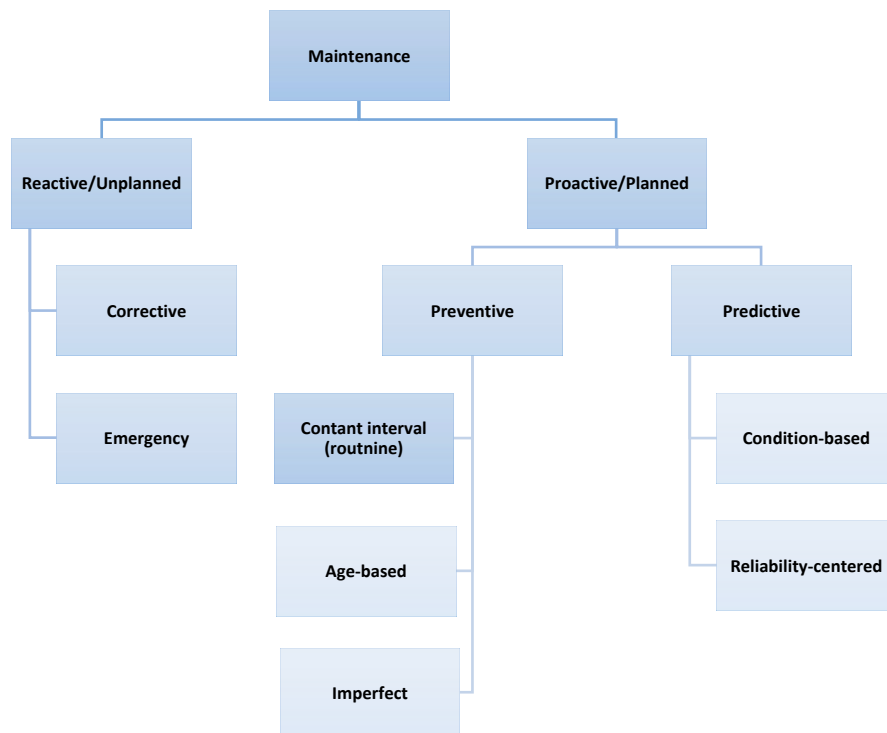 Maintenance
Reactive/Unplanned
Proactive/Planned
Corrective
Preventive
Predictive
Emergency
Contant interval
(routnine)
Condition-based
Age-based
Reliability-centered
Imperfect